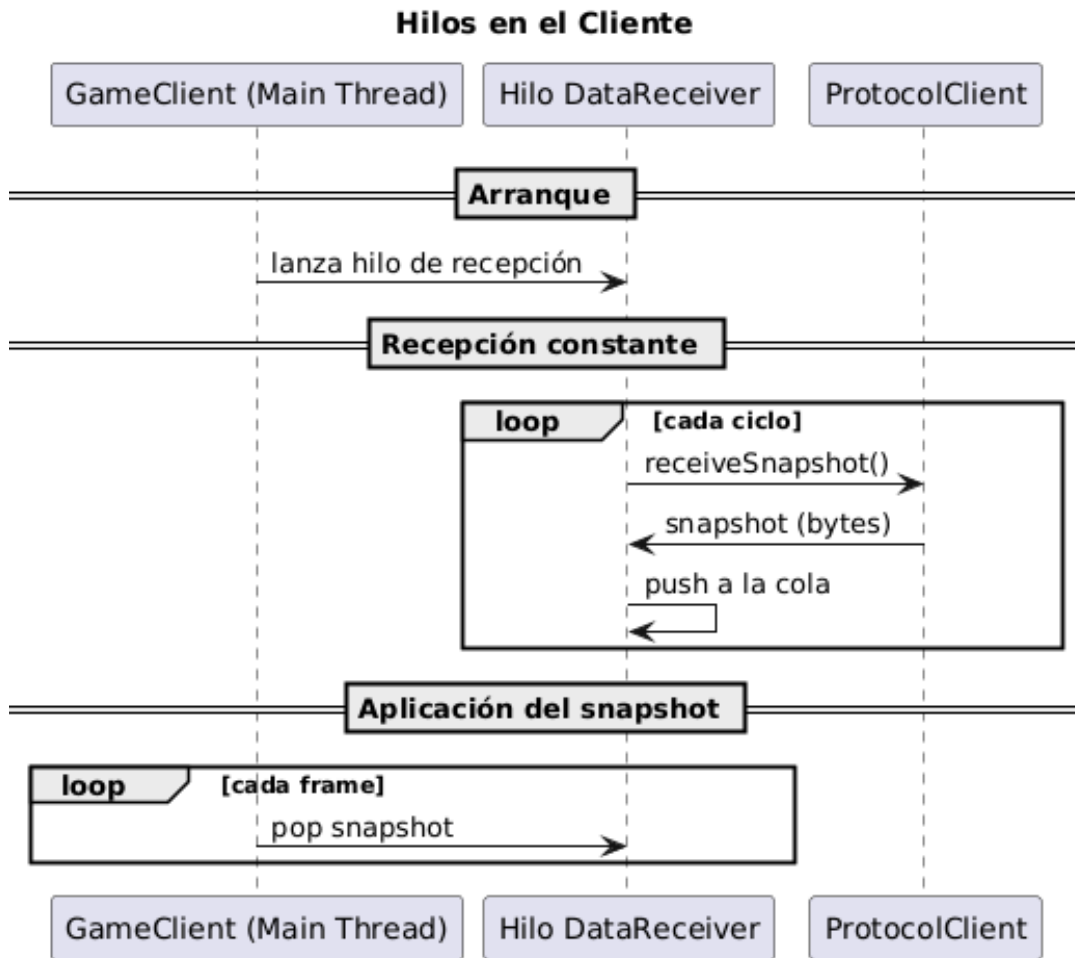 Hilos en el Cliente
GameClient (Main Thread)
Hilo DataReceiver
ProtocolClient
Arranque
lanza hilo de recepción
Recepción constante
loop
[cada ciclo]
receiveSnapshot()
snapshot (bytes)
push a la cola
Aplicación del snapshot
loop
[cada frame]
pop snapshot
GameClient (Main Thread)
Hilo DataReceiver
ProtocolClient